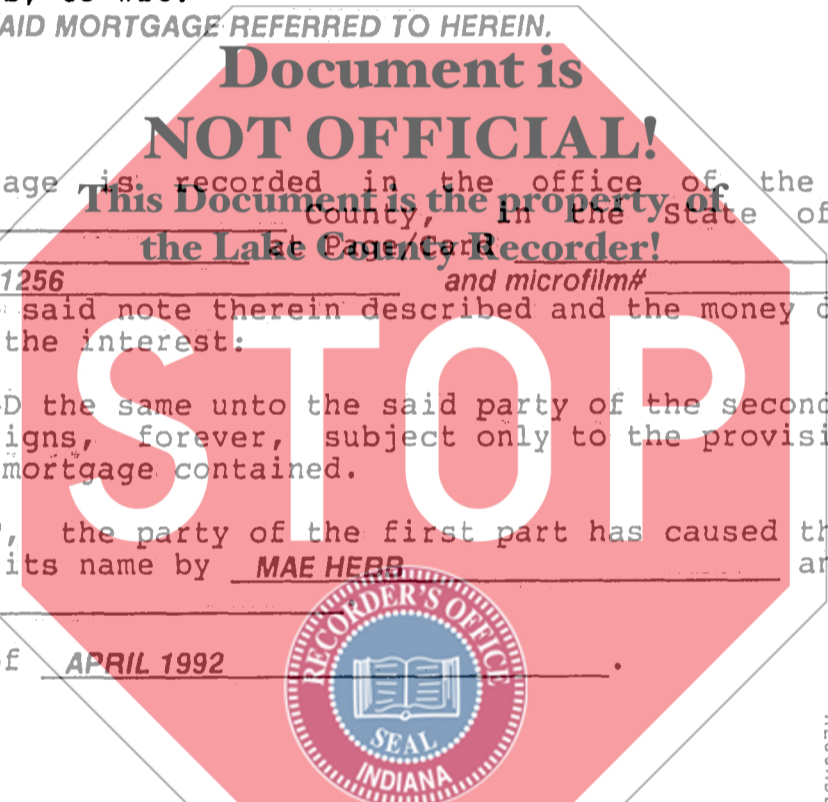 AID MORTGAGE REFERRED TO HEREIN.
Document is
NOT OFFICIAL!
age is recorded in the office of the
This Document is the property of
County, in the State of
the Lake County Recorder!
at Page/Card
1256 and microfilm#
said note therein described and the money d
the interest:
STOP
D the same unto the said party of the second
igns, forever, subject only to the provisi
mortgage contained.
, the party of the first part has caused th
its name by MAE HEBB an
f APRIL 1992 .
RECORDER'S OFFICE
SEAL
INDIANA